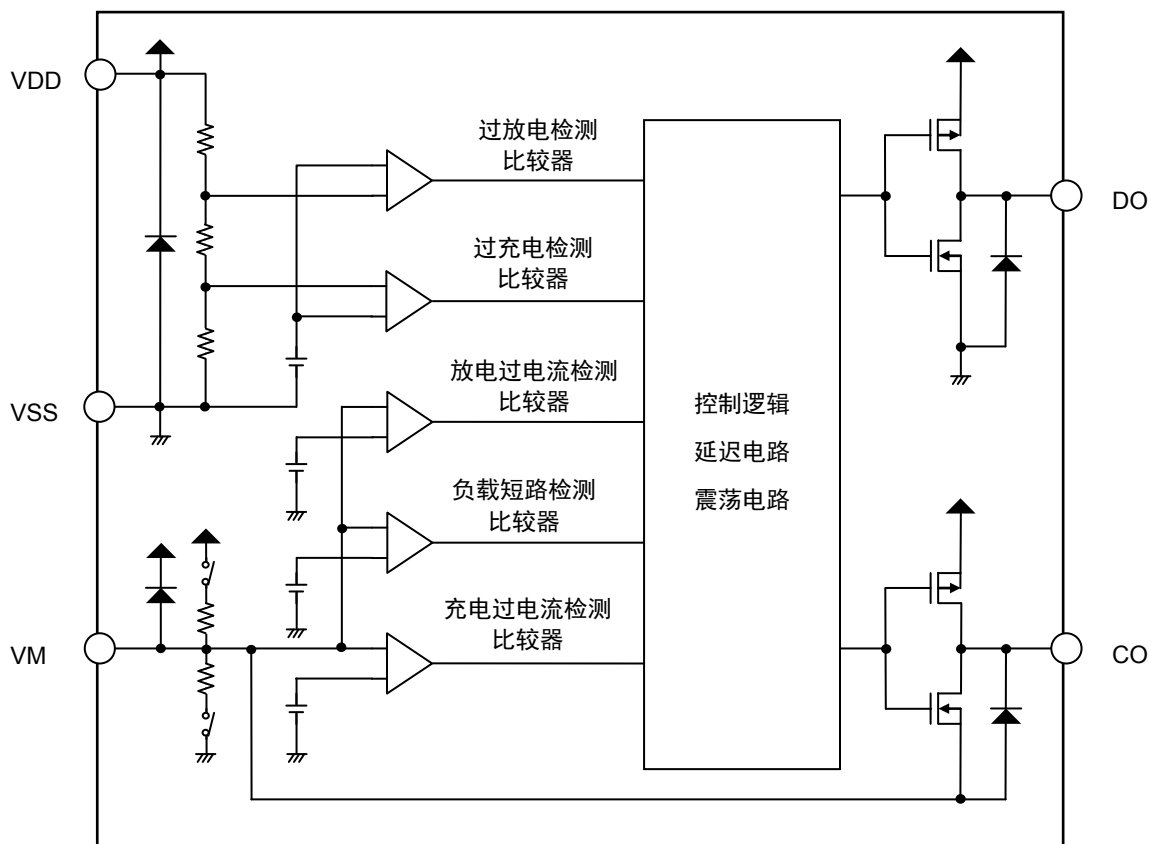 VDD
过放电检测
比较器
DO
过充电检测
比较器
VSS
放电过电流检测
比较器
控制逻辑
延迟电路
震荡电路
负载短路检测
比较器
VM
充电过电流检测
比较器
CO